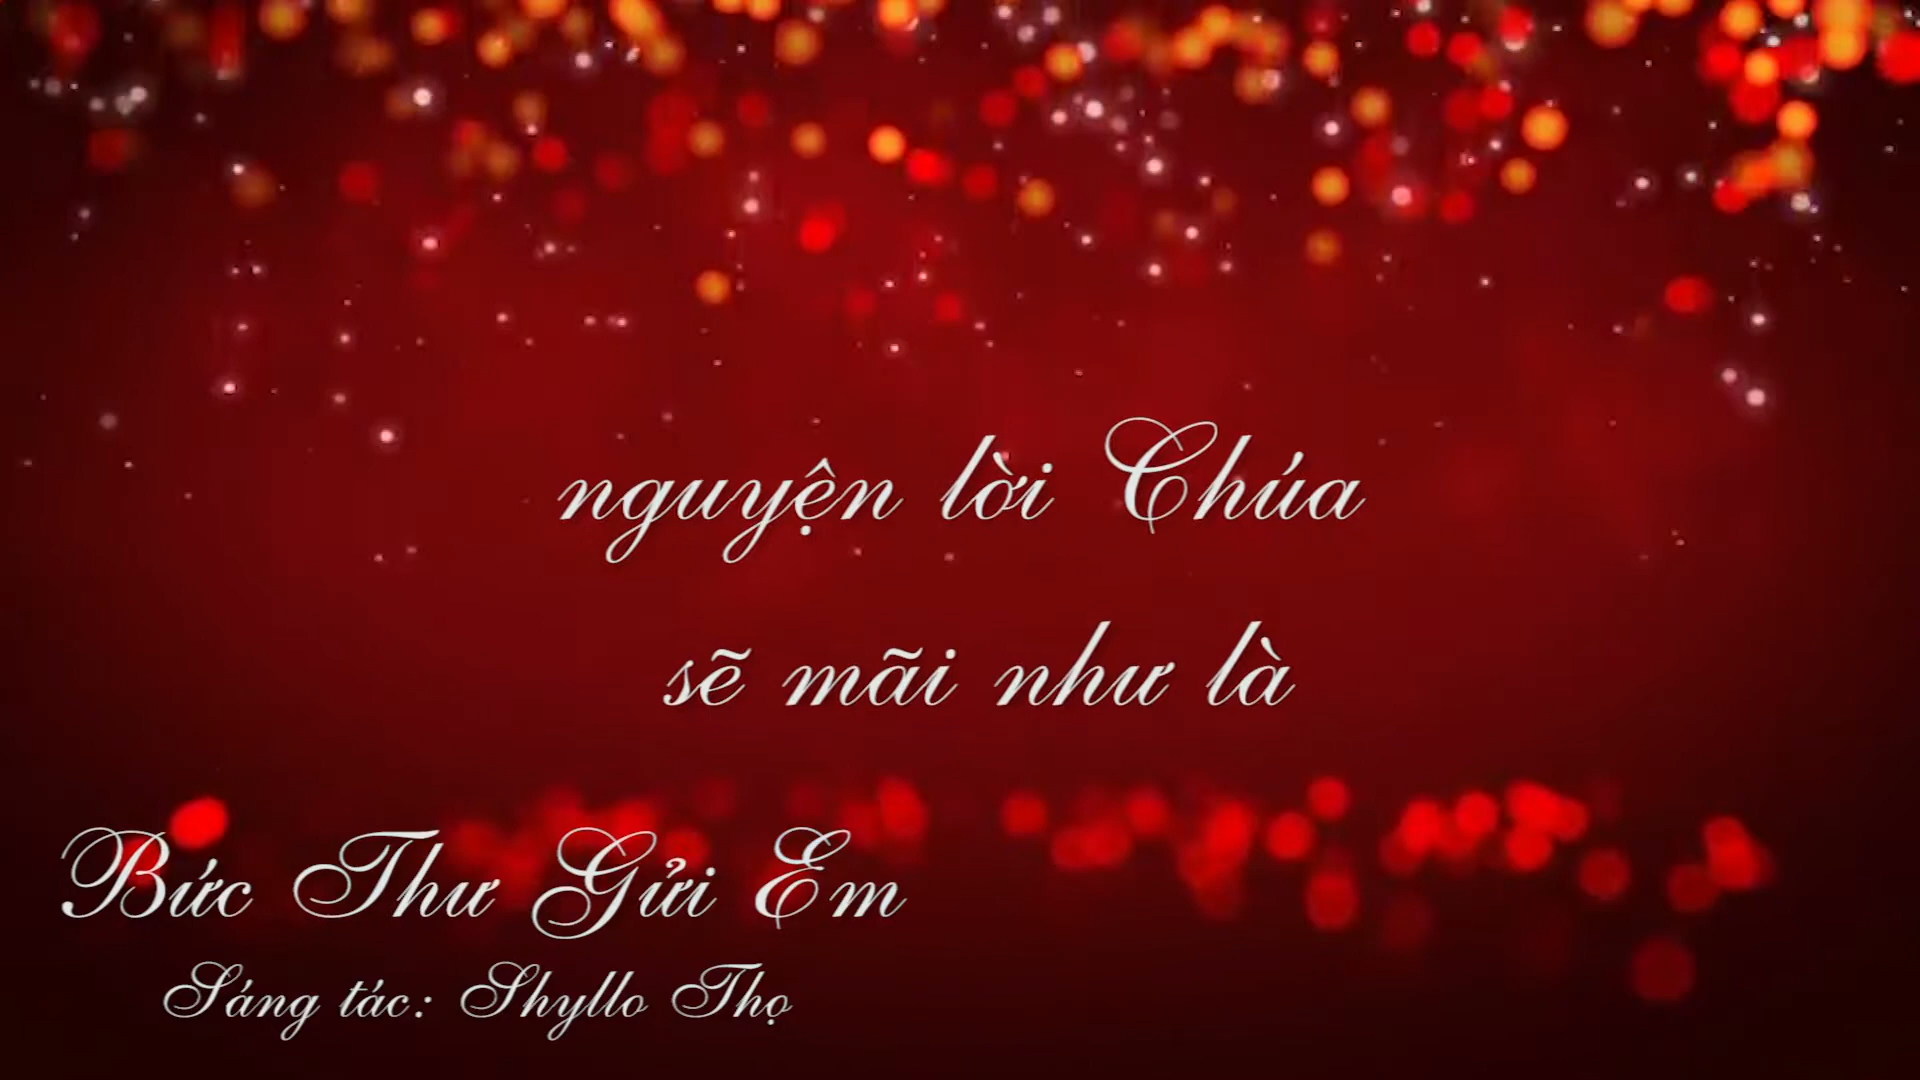 nguyện lời Chúa
sẽ mãi như là
Bức Thư Gửi Em
Sáng tác: Shyllo Thọ